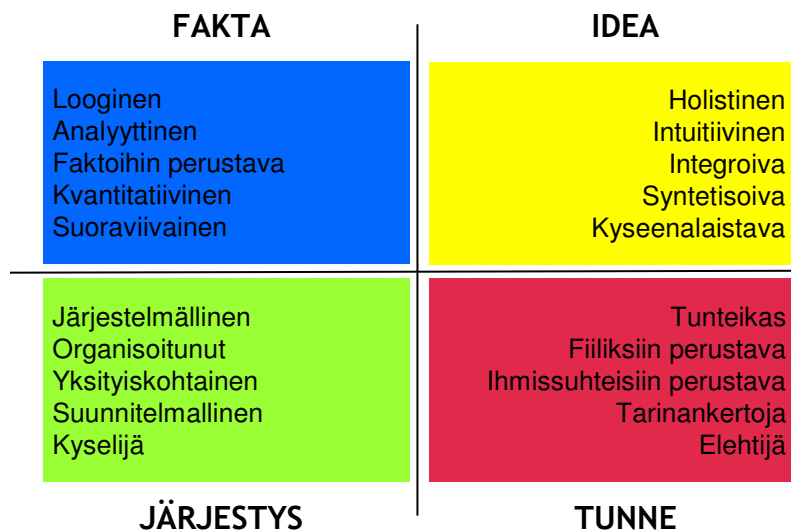 FAKTA
IDEA
Looginen
Analyyttinen
Faktoihin perustava
Kvantitatiivinen
Suoraviivainen
Holistinen
Intuitiivinen
Integroiva
Syntetisoiva
Kyseenalaistava
Järjestelmällinen
Organisoitunut
Yksityiskohtainen
Suunnitelmallinen
Kyselijä
Tunteikas
Fiiliksiin perustava
Ihmissuhteisiin perustava
Tarinankertoja
Elehtijä
JÄRJESTYS
TUNNE